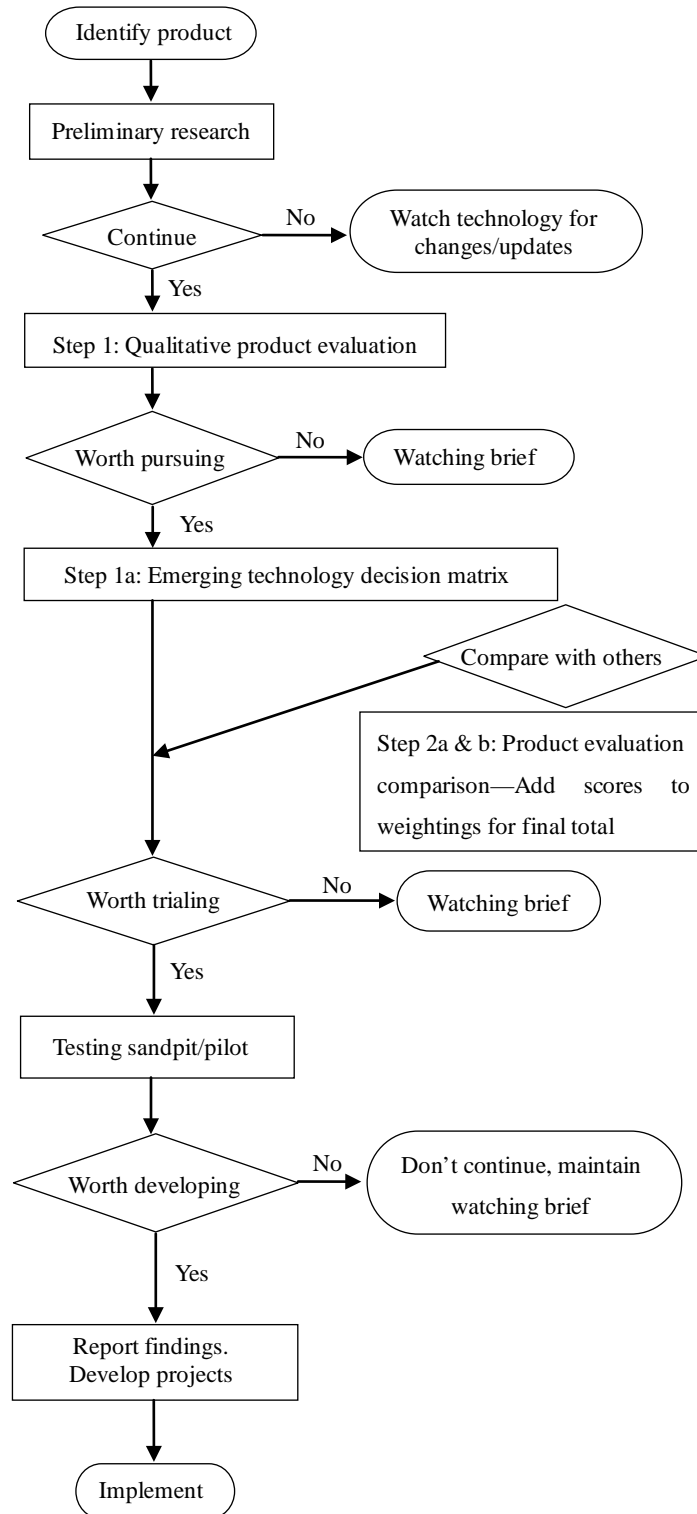 Identify product
Preliminary research
No
Continue
Watch technology for
changes/updates
Yes
Step 1: Qualitative product evaluation
No
Worth pursuing
Watching brief
Yes
Step 1a: Emerging technology decision matrix
Compare with others
Step 2a & b: Product evaluation
comparison—Add scores to
weightings for final total
No
Worth trialing
Watching brief
Yes
Testing sandpit/pilot
No
Worth developing
Don’t continue, maintain
watching brief
Yes
Report findings.
Develop projects
Implement